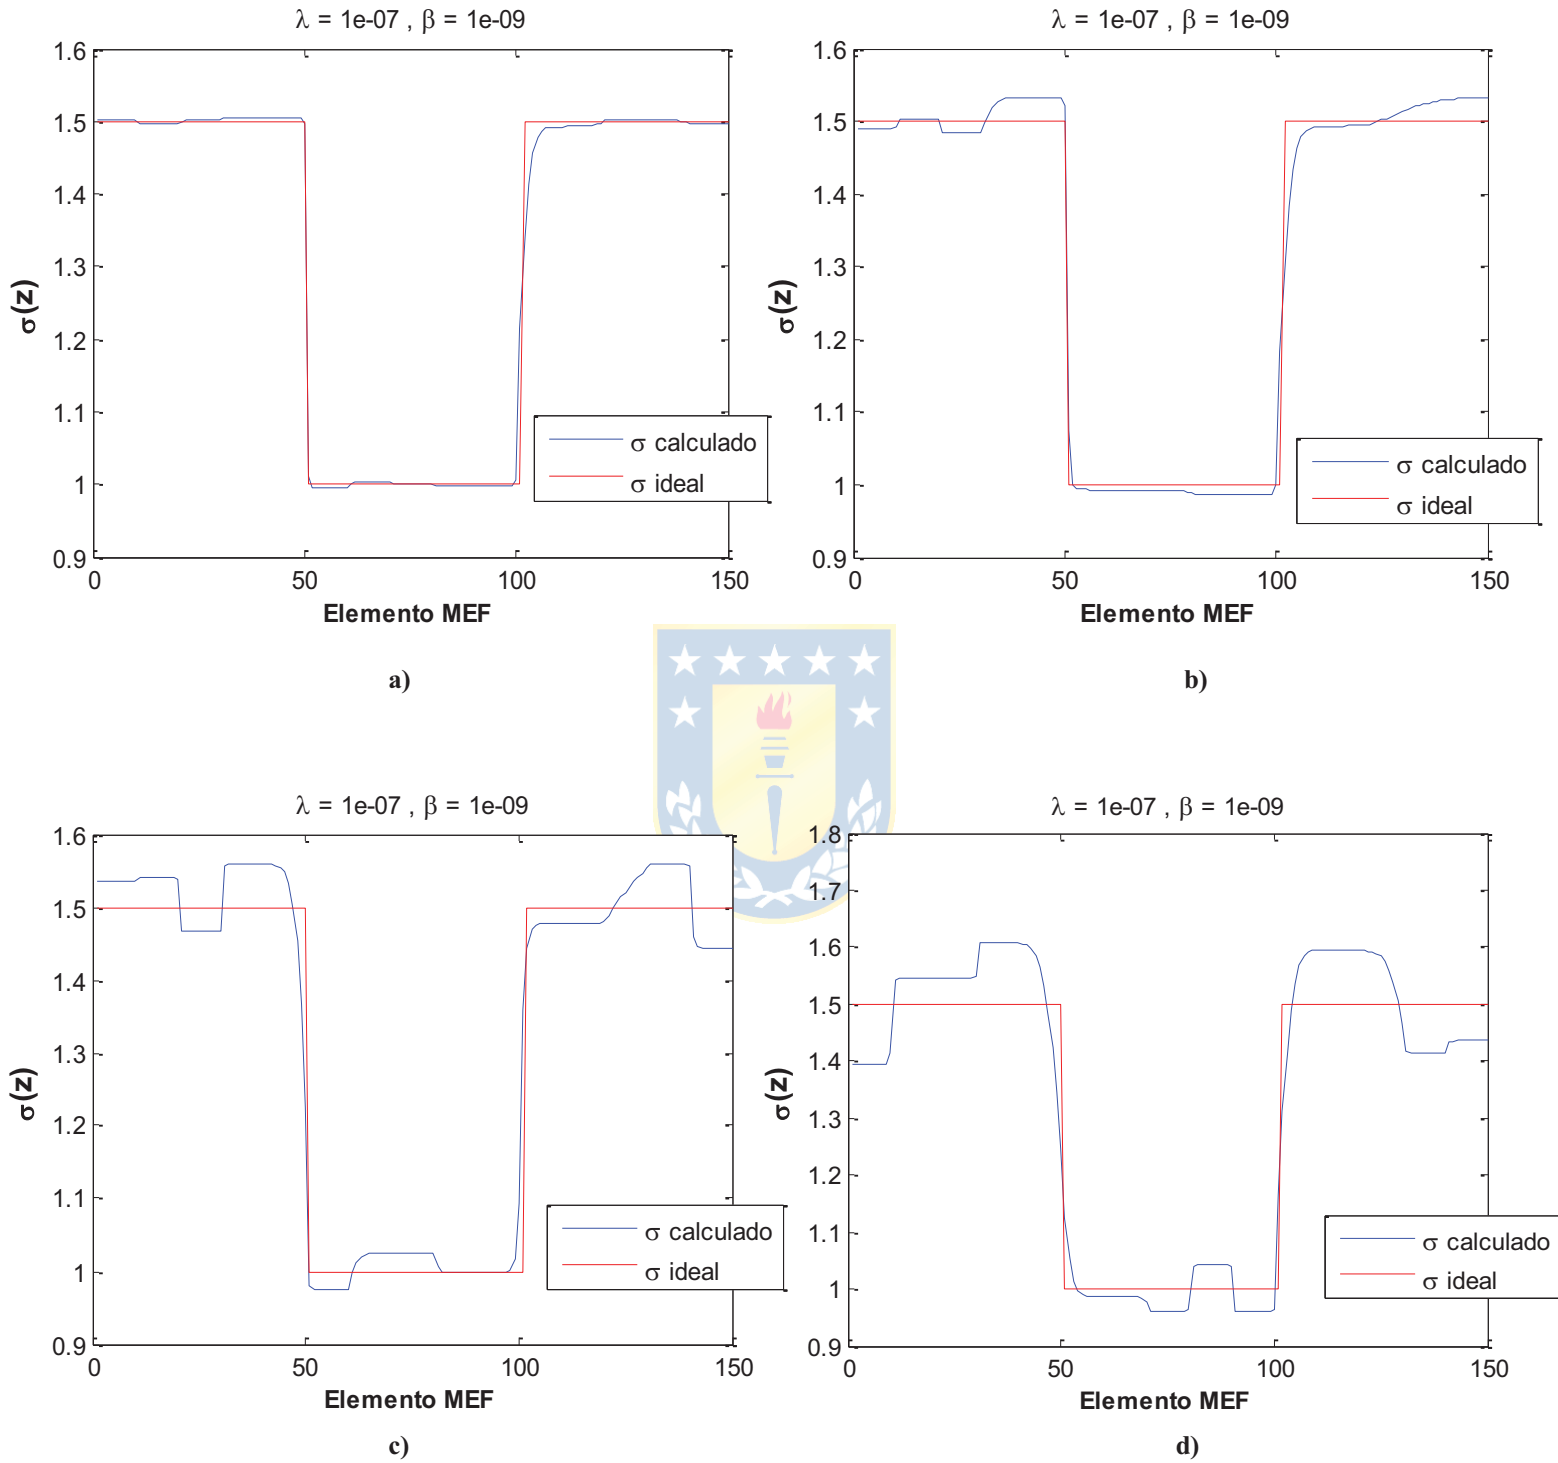 λ = 1e-07 , β = 1e-09
1.6
1.5
1.4
1.3
1.2
1.1
1
0.9
σ(z)
0
50
100
150
σ calculado
σ ideal
Elemento MEF
a)
λ = 1e-07 , β = 1e-09
1.6
1.5
1.4
1.3
1.2
1.1
1
0.9
σ(z)
0
50
100
150
σ calculado
σ ideal
Elemento MEF
b)
λ = 1e-07 , β = 1e-09
1.6
1.5
1.4
1.3
1.2
1.1
1
0.9
σ(z)
0
50
100
150
σ calculado
σ ideal
Elemento MEF
c)
λ = 1e-07 , β = 1e-09
1.8
1.7
1.6
1.5
1.4
1.3
1.2
1.1
1
0.9
σ(z)
0
50
100
150
σ calculado
σ ideal
Elemento MEF
d)